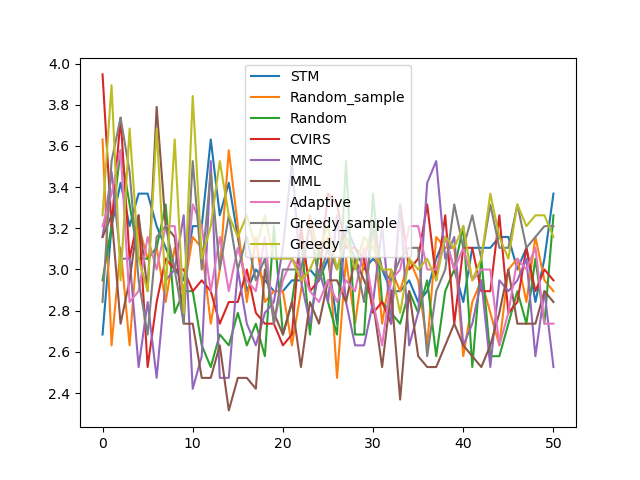 4.0
3.8
3.6
3.4
3.2
3.0
2.8
2.6
2.4
STM
Random_sample
Random
CVIRS
MMC
MML
Adaptive
Greedy_sample
Greedy
0 10 20 30 40 50